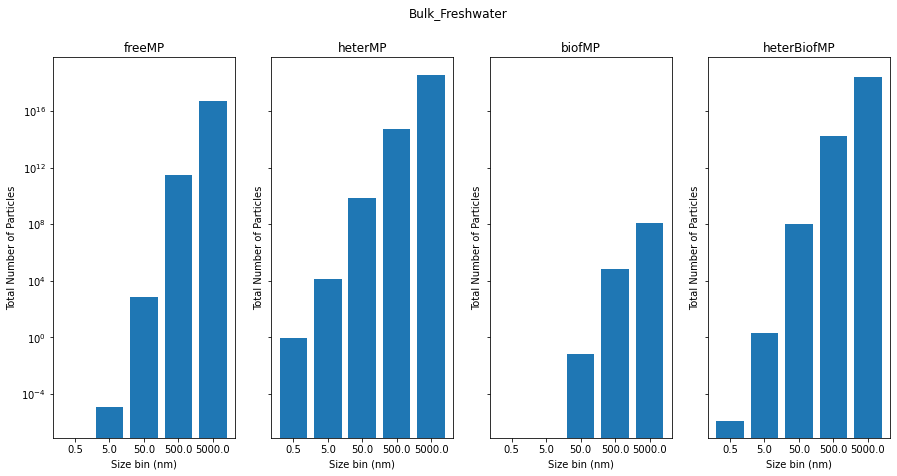 Bulk_Freshwater
freeMP
heterMP
biofMP
heterBiofMP
Total Number of Particles
10^16
10^12
10^8
10^4
10^0
10^-4
Total Number of Particles
Total Number of Particles
Total Number of Particles
0.5 5.0 50.0 500.0 5000.0
0.5 5.0 50.0 500.0 5000.0
0.5 5.0 50.0 500.0 5000.0
0.5 5.0 50.0 500.0 5000.0
Size bin (nm)
Size bin (nm)
Size bin (nm)
Size bin (nm)